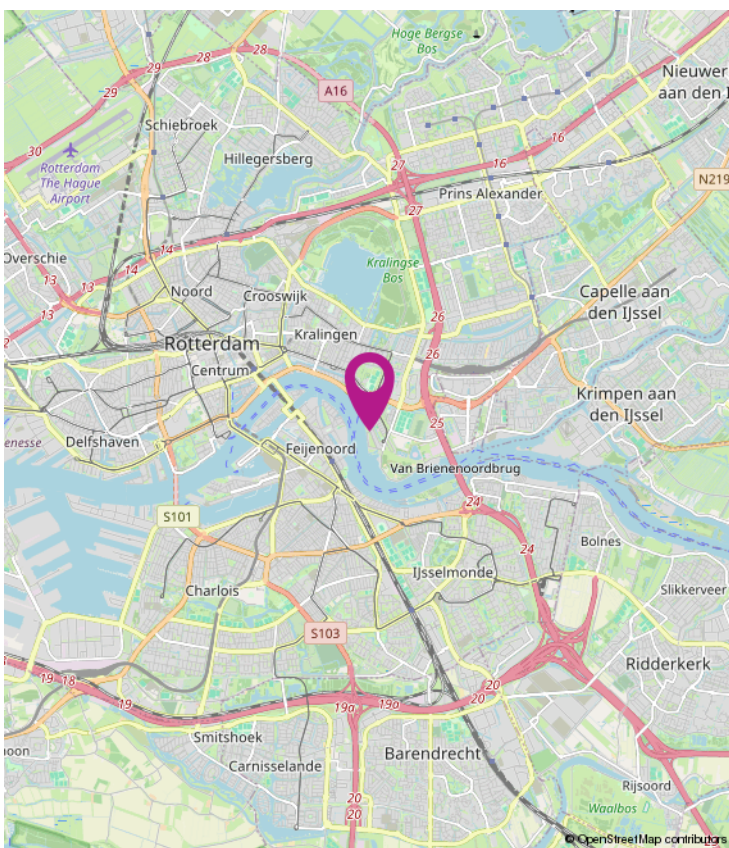 Hoge Bergse
Bos
28
28
29
29
A16
Nieuwer
aan den I
Schiebroek
16
30
Hillegersberg
27
16
Rotterdam
The Hague
Airport
Prins Alexander
N219
27
14
Overschie
Kralingse
Bos
13
14
13
Noord
Crooswijk
Capelle aan
den IJssel
13
26
2
Kralingen
Rotterdam
26
Centrum
Krimpen aan
den IJssel
25
enesse
Delfshaven
Feijenoord
Van Brienenoordbrug
24
S101
Bolnes
24
IJsselmonde
Charlois
Slikkerveer
S103
Ridderkerk
19
18
20
19
19a
19a
20
Smitshoek
oon
Barendrecht
Carnisselande
Rijsoord
20
20
Waalbos
© OpenStreetMap contributors